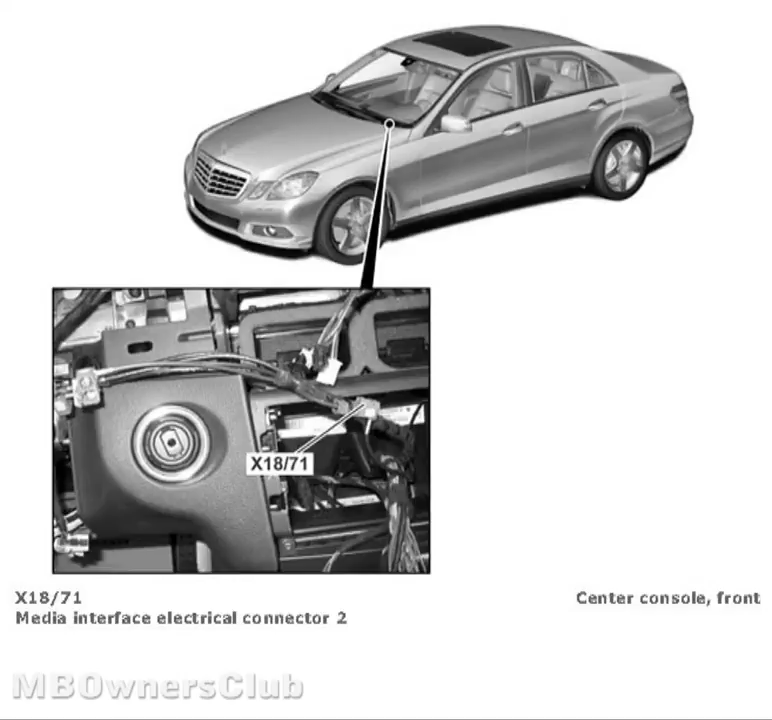 X18/71
X18/71
Media interface electrical connector 2
Center console, front
MBOwnersClub